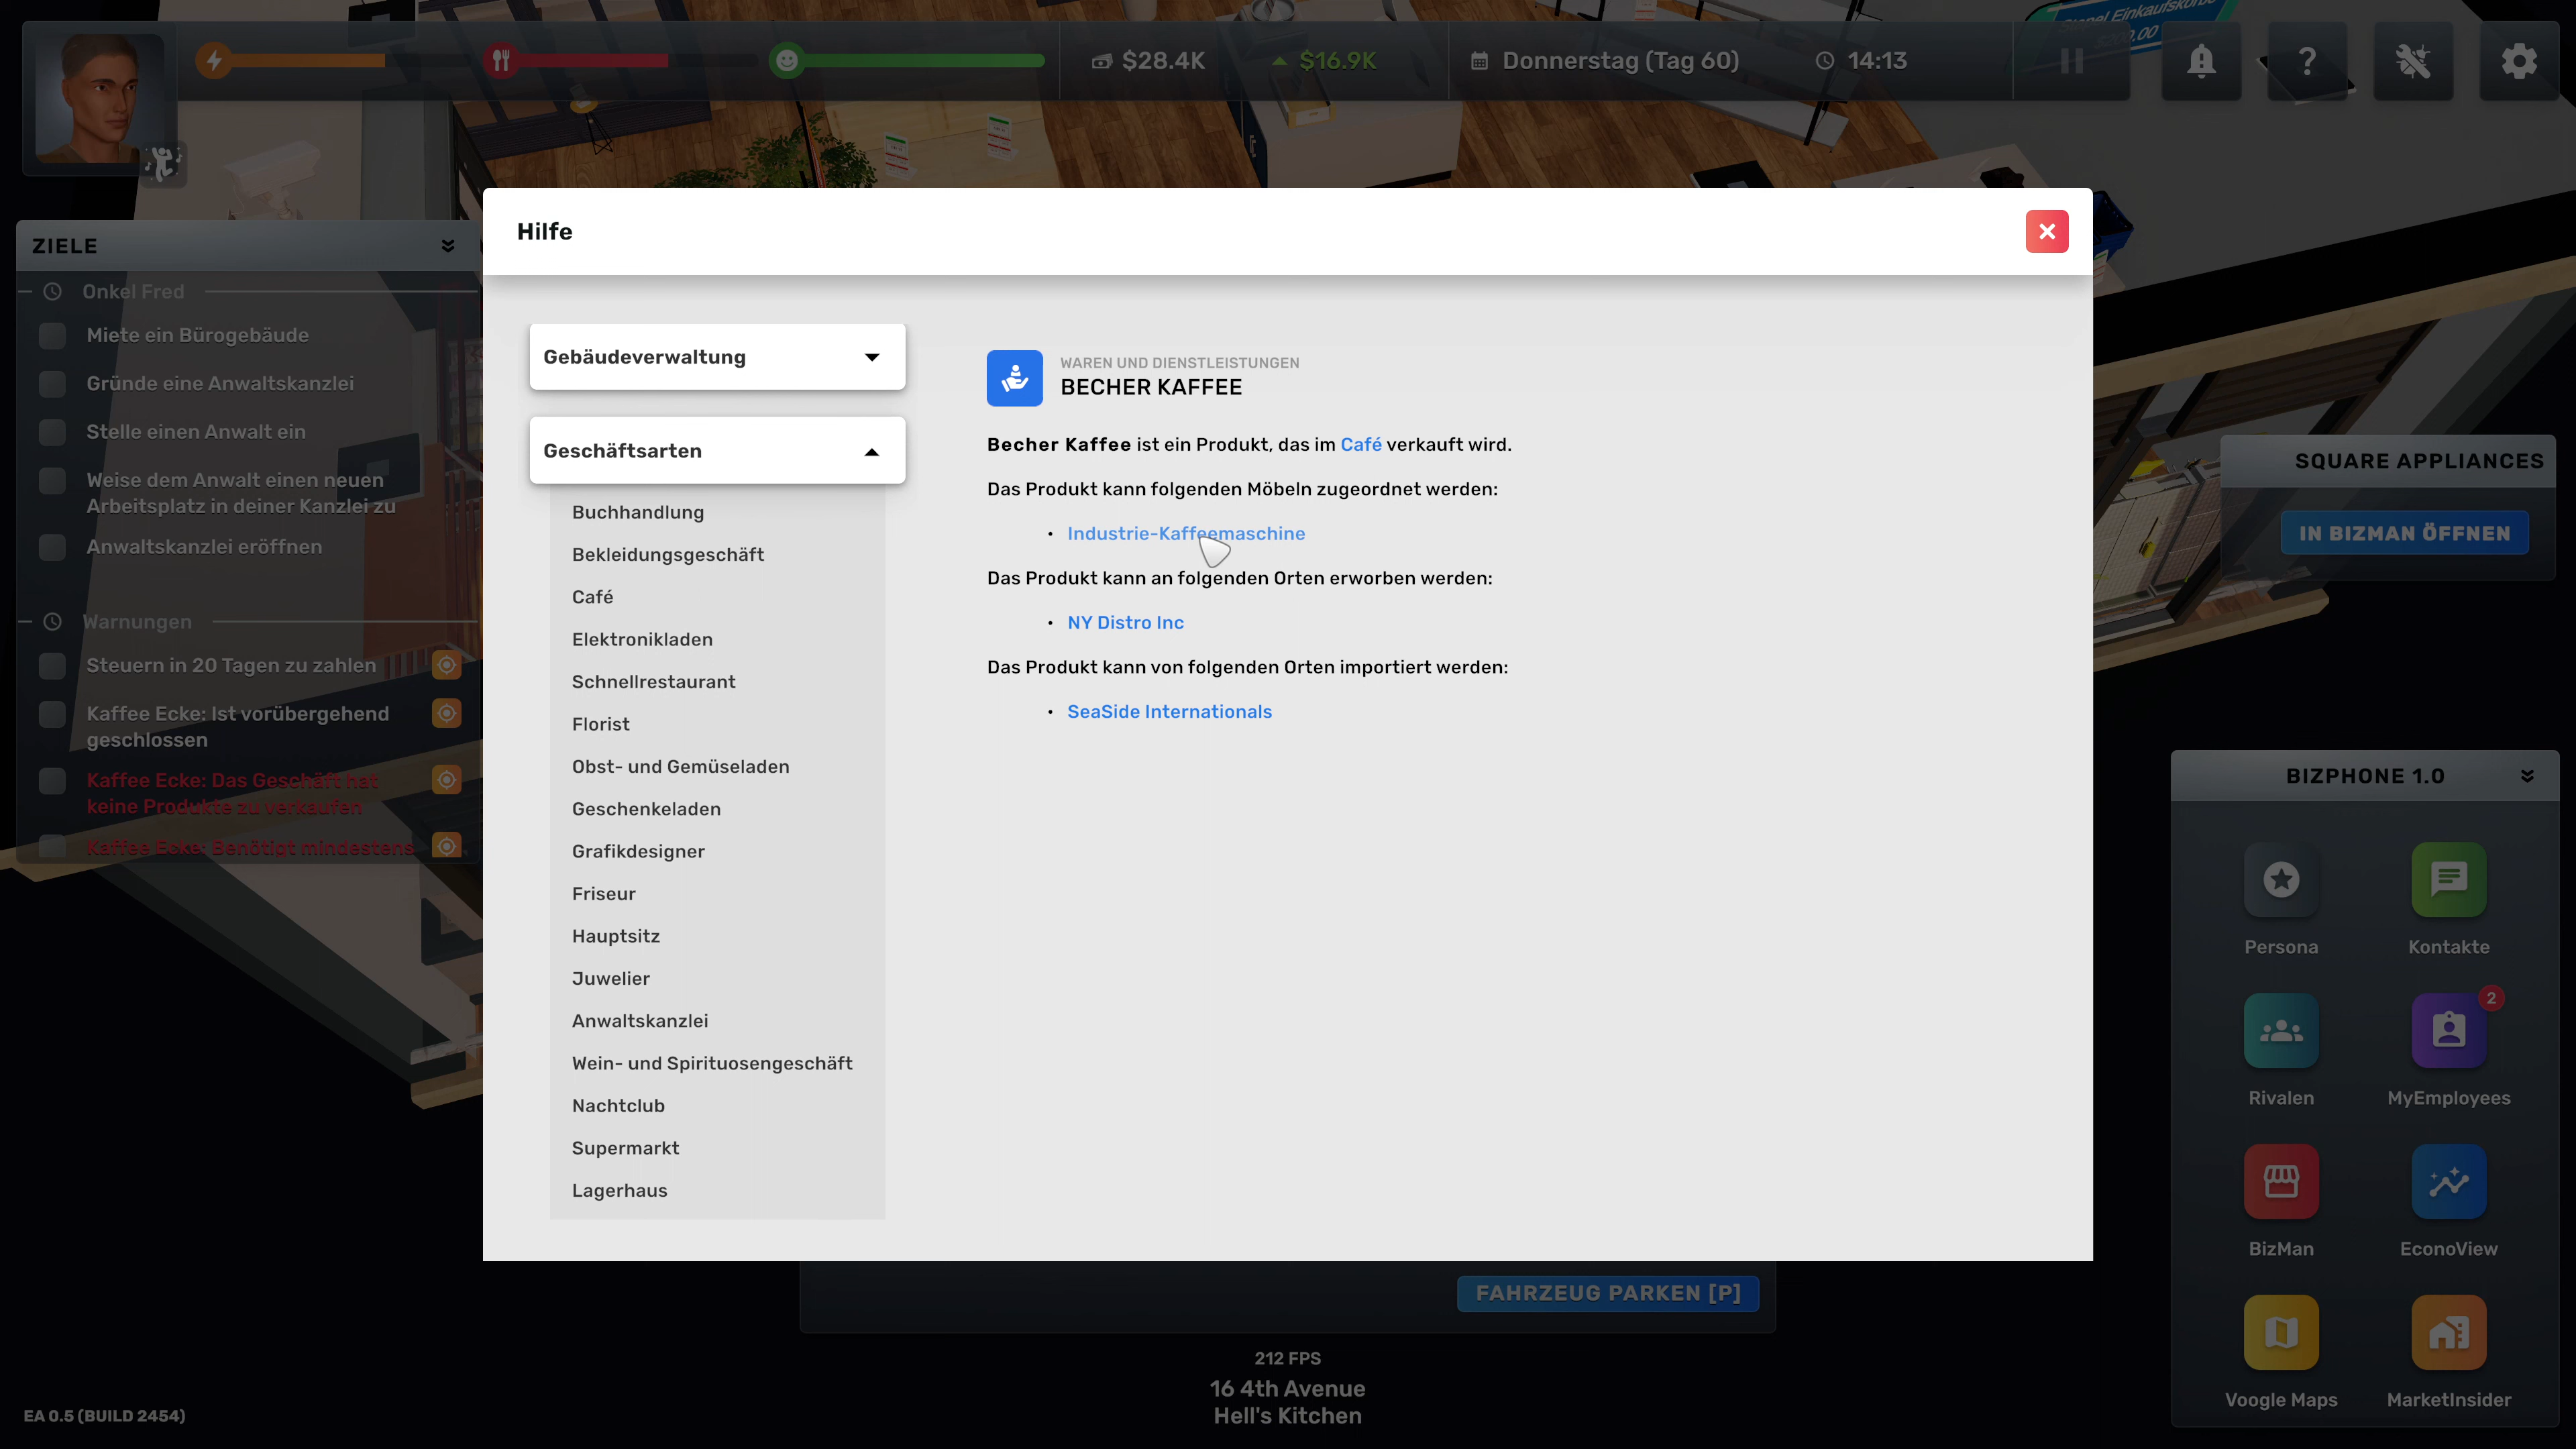 $28.4K
$16.9K
Donnerstag (Tag 60)
14:13
?
Stapel Einkaufskörbe
ZIELE
Onkel Fred
Miete ein Bürogebäude
Gründe eine Anwaltskanzlei
Stelle einen Anwalt ein
Weise dem Anwalt einen neuen
Arbeitsplatz in deiner Kanzlei zu
Anwaltskanzlei eröffnen
Warnungen
Steuern in 20 Tagen zu zahlen
Kaffee Ecke: Ist vorübergehend
geschlossen
Kaffee Ecke: Das Geschäft hat
keine Produkte zu verkaufen
Kaffee Ecke: Benötigt mindestens
Hilfe
Gebäudeverwaltung
Geschäftsarten
Buchhandlung
Bekleidungsgeschäft
Café
Elektronikladen
Schnellrestaurant
Florist
Obst- und Gemüseladen
Geschenkeladen
Grafikdesigner
Friseur
Hauptsitz
Juwelier
Anwaltskanzlei
Wein- und Spirituosengeschäft
Nachtclub
Supermarkt
Lagerhaus
WAREN UND DIENSTLEISTUNGEN
BECHER KAFFEE
Becher Kaffee ist ein Produkt, das im Café verkauft wird.
Das Produkt kann folgenden Möbeln zugeordnet werden:
• Industrie-Kaffeemaschine
Das Produkt kann an folgenden Orten erworben werden:
• NY Distro Inc
Das Produkt kann von folgenden Orten importiert werden:
• SeaSide Internationals
SQUARE APPLIANCES
IN BIZMAN ÖFFNEN
BIZPHONE 1.0
Persona
Kontakte
2
Rivalen
MyEmployees
BizMan
EconoView
Voogle Maps
MarketInsider
FAHRZEUG PARKEN [P]
212 FPS
16 4th Avenue
Hell's Kitchen
EA 0.5 (BUILD 2454)